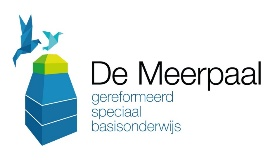 De Meerpaal
gereformeerd
speciaal
basisonderwijs